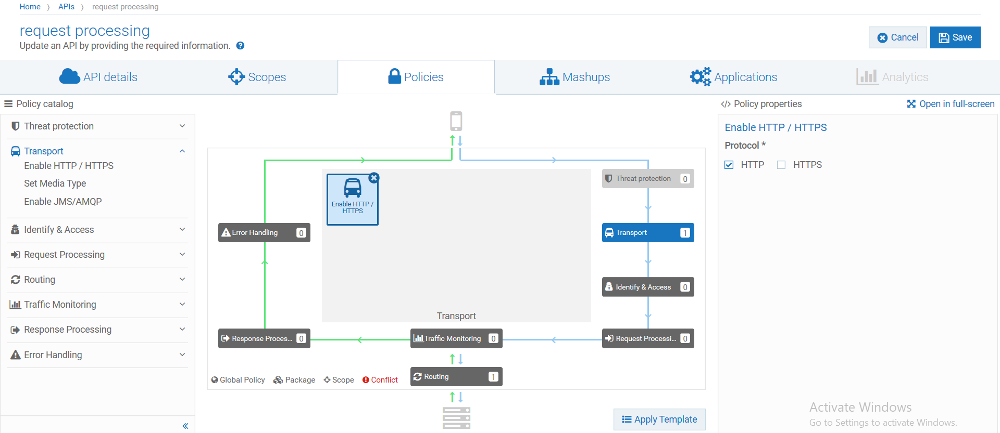 Home 〉 APIs 〉 request processing
request processing
Update an API by providing the required information. ?
Cancel
Save
API details
Scopes
Policies
Mashups
Applications
Analytics
Policy catalog
Threat protection
Transport
Enable HTTP / HTTPS
Set Media Type
Enable JMS/AMQP
Identify & Access
Request Processing
Routing
Traffic Monitoring
Response Processing
Error Handling
«
Enable HTTP /
HTTPS
Transport
Threat protection 0
Transport 1
Identify & Access 0
Request Processi... 0
Traffic Monitoring 0
Response Proces... 0
Error Handling 0
Routing 1
Global Policy
Package
Scope
Conflict
Apply Template
</> Policy properties
Open in full-screen
Enable HTTP / HTTPS
Protocol *
HTTP
HTTPS
Activate Windows
Go to Settings to activate Windows.